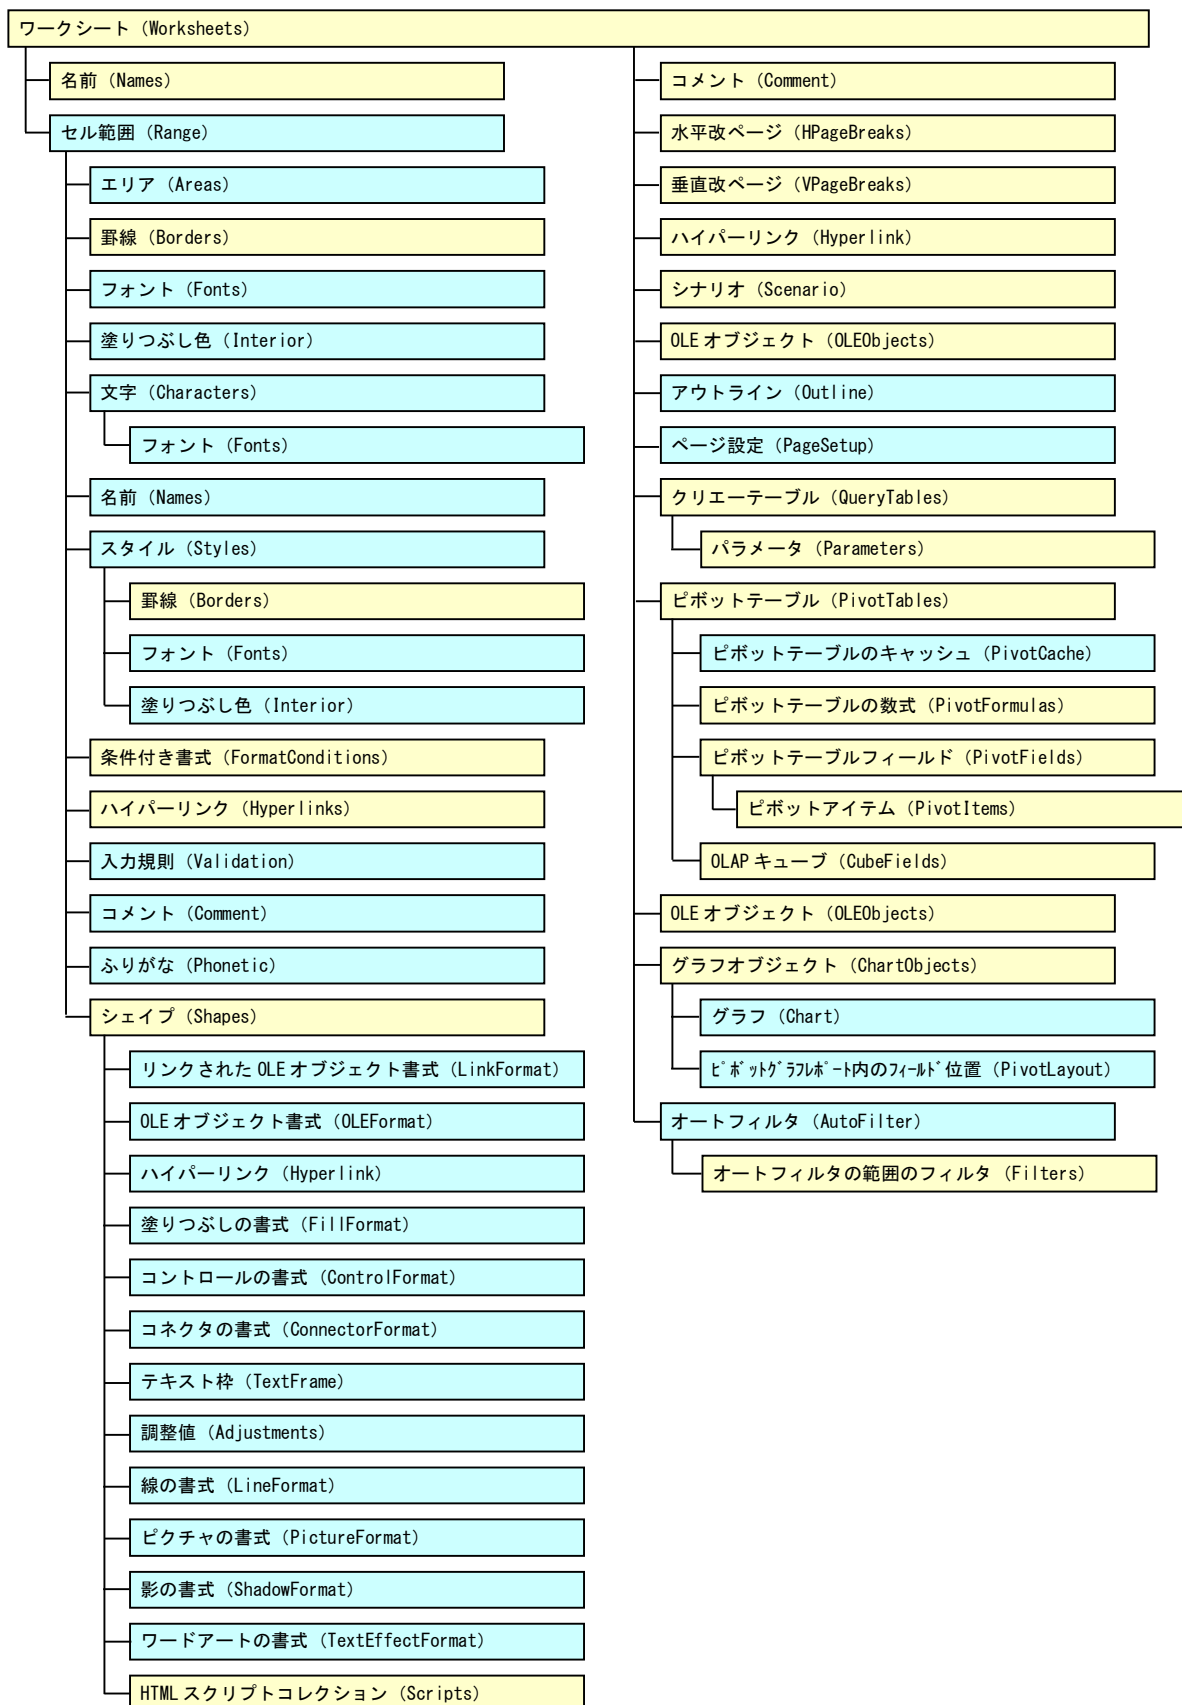 ワークシート（Worksheets）
名前（Names）
セル範囲（Range）
エリア（Areas）
罫線（Borders）
フォント（Fonts）
塗りつぶし色（Interior）
文字（Characters）
フォント（Fonts）
名前（Names）
スタイル（Styles）
罫線（Borders）
フォント（Fonts）
塗りつぶし色（Interior）
条件付き書式（FormatConditions）
ハイパーリンク（Hyperlinks）
入力規則（Validation）
コメント（Comment）
ふりがな（Phonetic）
シェイプ（Shapes）
リンクされた OLE オブジェクト書式（LinkFormat）
OLE オブジェクト書式（OLEFormat）
ハイパーリンク（Hyperlink）
塗りつぶしの書式（FillFormat）
コントロールの書式（ControlFormat）
コネクタの書式（ConnectorFormat）
テキスト枠（TextFrame）
調整値（Adjustments）
線の書式（LineFormat）
ピクチャの書式（PictureFormat）
影の書式（ShadowFormat）
ワードアートの書式（TextEffectFormat）
HTML スクリプトコレクション（Scripts）
コメント（Comment）
水平改ページ（HPageBreaks）
垂直改ページ（VPageBreaks）
ハイパーリンク（Hyperlink）
シナリオ（Scenario）
OLE オブジェクト（OLEObjects）
アウトライン（Outline）
ページ設定（PageSetup）
クリエーテーブル（QueryTables）
パラメータ（Parameters）
ピボットテーブル（PivotTables）
ピボットテーブルのキャッシュ（PivotCache）
ピボットテーブルの数式（PivotFormulas）
ピボットテーブルフィールド（PivotFields）
ピボットアイテム（PivotItems）
OLAP キューブ（CubeFields）
OLE オブジェクト（OLEObjects）
グラフオブジェクト（ChartObjects）
グラフ（Chart）
ﾋﾟﾎﾞｯﾄｸﾞﾗﾌﾚﾎﾟｰﾄ内のﾌｨｰﾙﾄﾞ位置（PivotLayout）
オートフィルタ（AutoFilter）
オートフィルタの範囲のフィルタ（Filters）